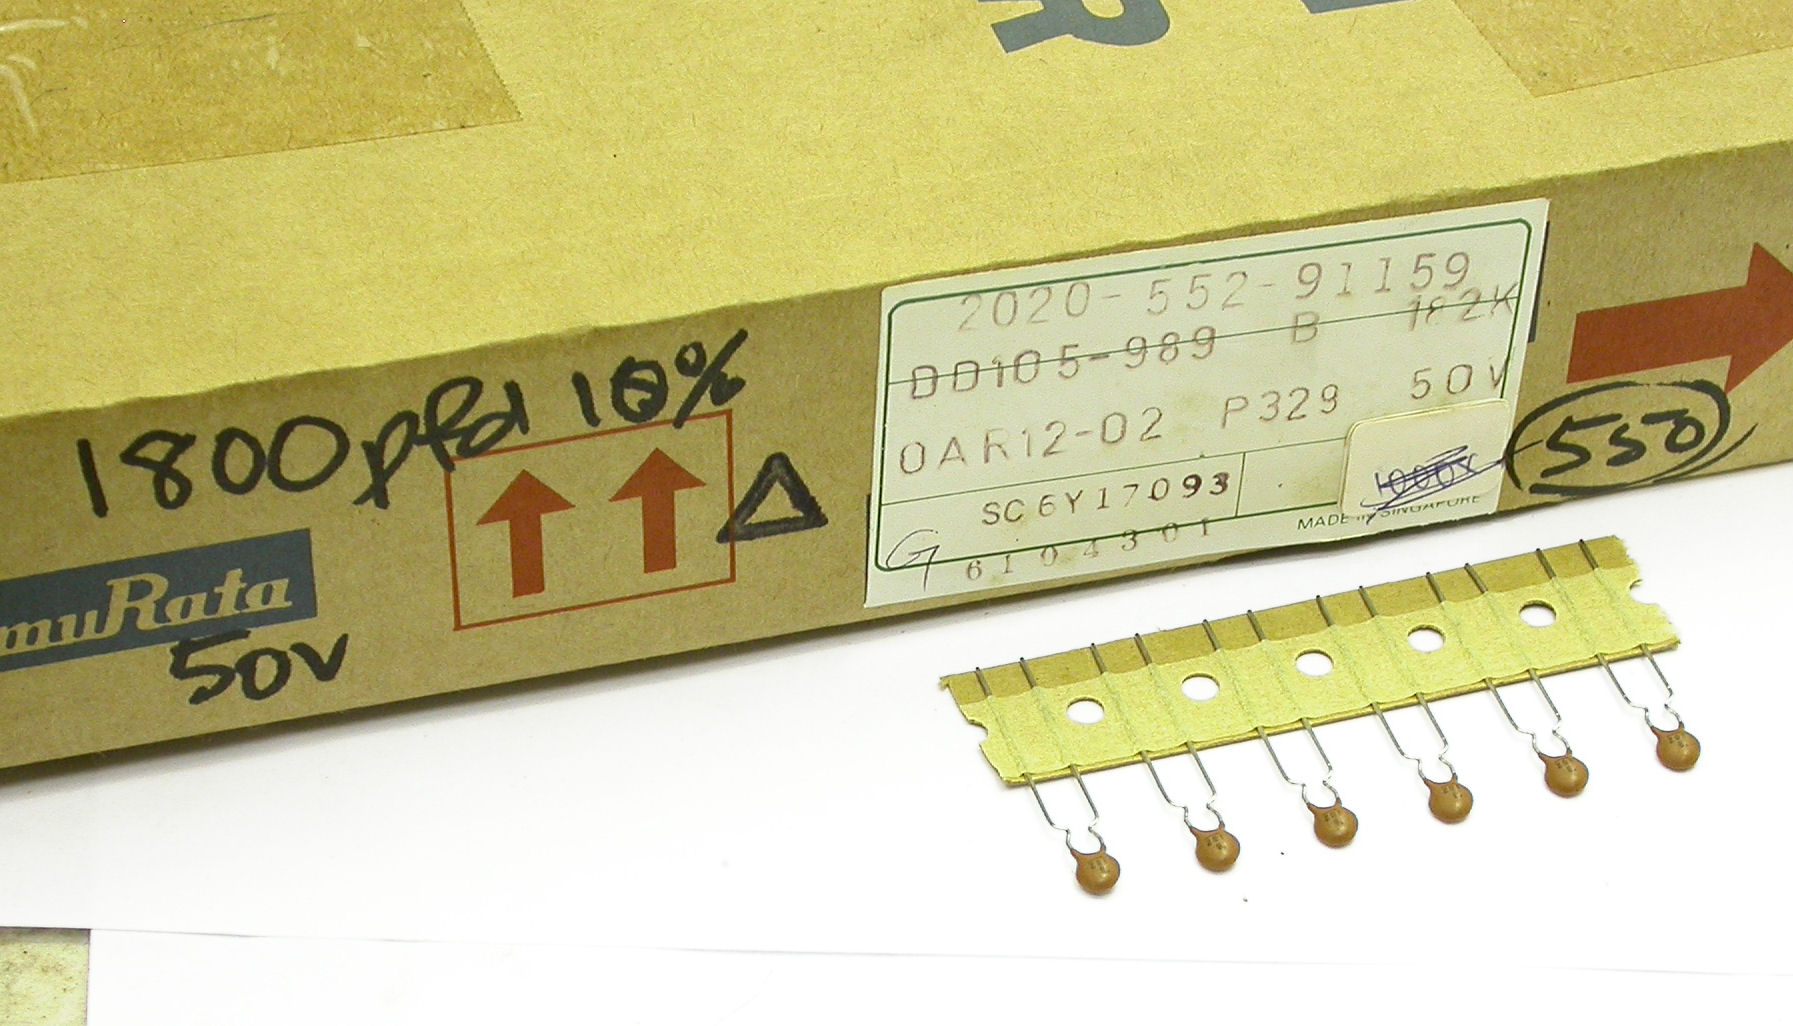 R
1800pfd 10%
muRata
50V
2020-552-91159
DD105-989 B 182K
0AR12-02 P329 50V
SC6Y17093
G 6104301
MADE IN SINGAPORE
1000X
550